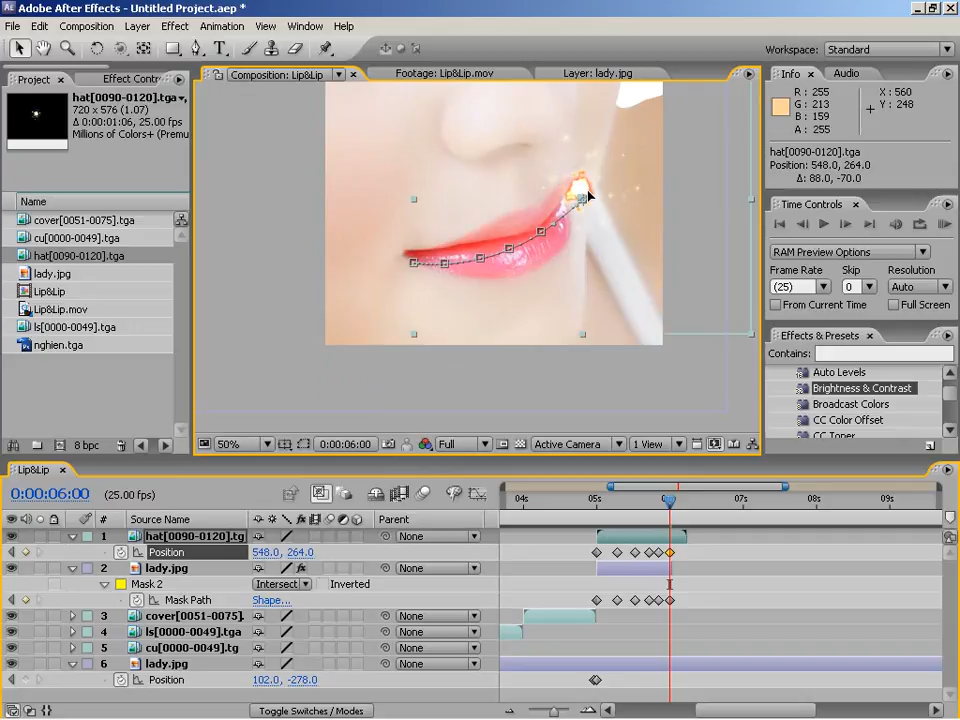 Adobe After Effects - Untitled Project.aep *
File Edit Composition Layer Effect Animation View Window Help
Workspace: Standard
Project Effect Contr
hat[0090-0120].tga
720 x 576 (1.07)
Δ 0:00:01:06, 25.00 fps
Millions of Colors+ (Premu
Name
cover[0051-0075].tga
cu[0000-0049].tga
hat[0090-0120].tga
lady.jpg
Lip&Lip
Lip&Lip.mov
ls[0000-0049].tga
nghien.tga
8 bpc
Composition: Lip&Lip Footage: Lip&Lip.mov Layer: lady.jpg
50% 0:00:06:00 Full Active Camera 1 View
Info Audio
R : 255
G : 213
B : 159
A : 255
X : 560
Y : 248
hat[0090-0120].tga
Position: 548.0, 264.0
Δ: 88.0, -70.0
Time Controls
RAM Preview Options
Frame Rate Skip Resolution
(25) 0 Auto
From Current Time Full Screen
Effects & Presets
Contains:
Auto Levels
Brightness & Contrast
Broadcast Colors
CC Color Offset
CC Toner
Lip&Lip
0:00:06:00 (25.00 fps)
04s 05s 07s 08s 09s
# Source Name Parent
1 hat[0090-0120].tg None
Position 548.0, 264.0
2 lady.jpg None
Mask 2 Intersect Inverted
Mask Path Shape...
3 cover[0051-0075]. None
4 ls[0000-0049].tga None
5 cu[0000-0049].tg None
6 lady.jpg None
Position 102.0, -278.0
Toggle Switches / Modes